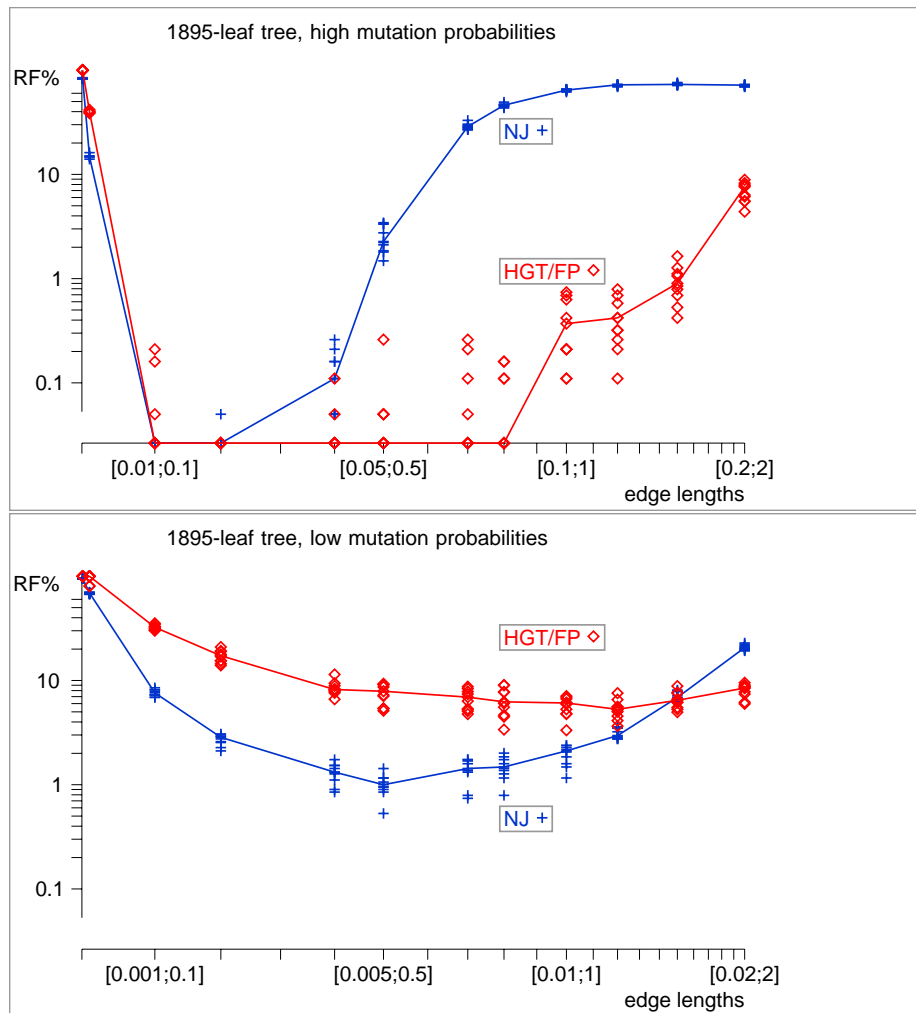 1895-leaf tree, high mutation probabilities
RF%
NJ +
10
HGT/FP ◇
1
0.1
[0.01;0.1] [0.05;0.5] [0.1;1] [0.2;2]
edge lengths
1895-leaf tree, low mutation probabilities
RF%
HGT/FP ◇
10
1
NJ +
0.1
[0.001;0.1] [0.005;0.5] [0.01;1] [0.02;2]
edge lengths